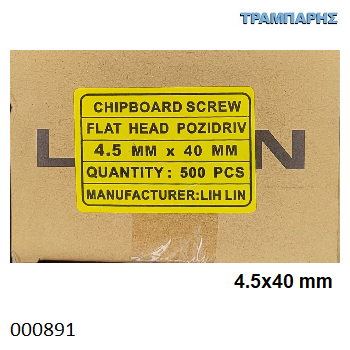 ΤΡΑΜΠΑΡΗΣ
CHIPBOARD SCREW
FLAT HEAD POZIDRIV
4.5 MM x 40 MM
QUANTITY: 500 PCS
MANUFACTURER:LIH LIN
4.5x40 mm
000891